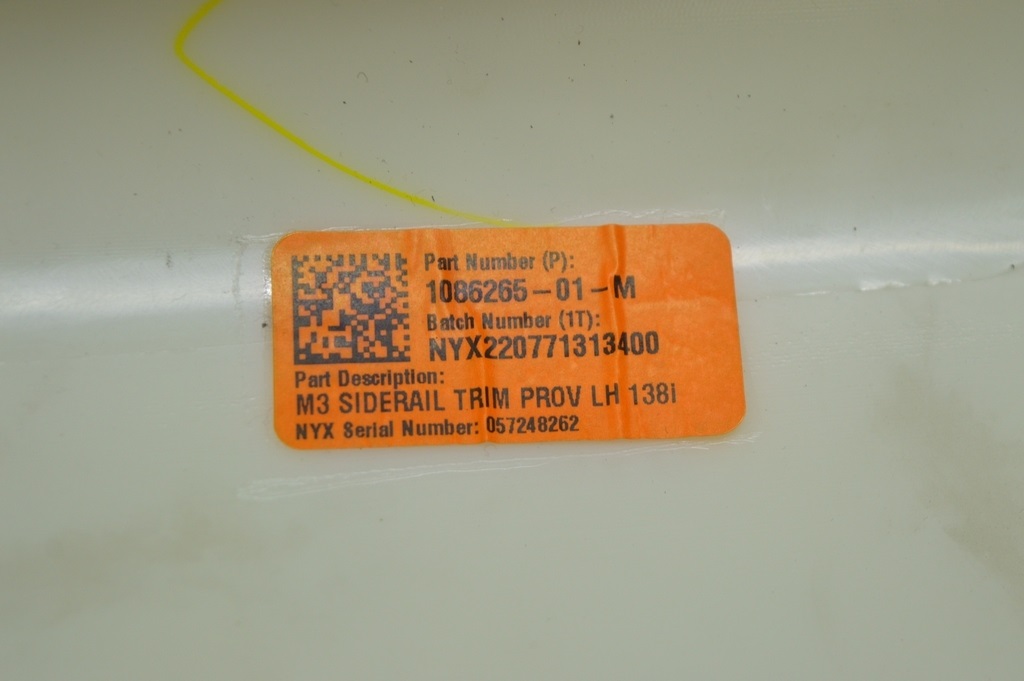 Part Number (P):
1086265-01-M
Batch Number (1T):
NYX220771313400
Part Description:
M3 SIDERAIL TRIM PROV LH 138i
NYX Serial Number: 057248262